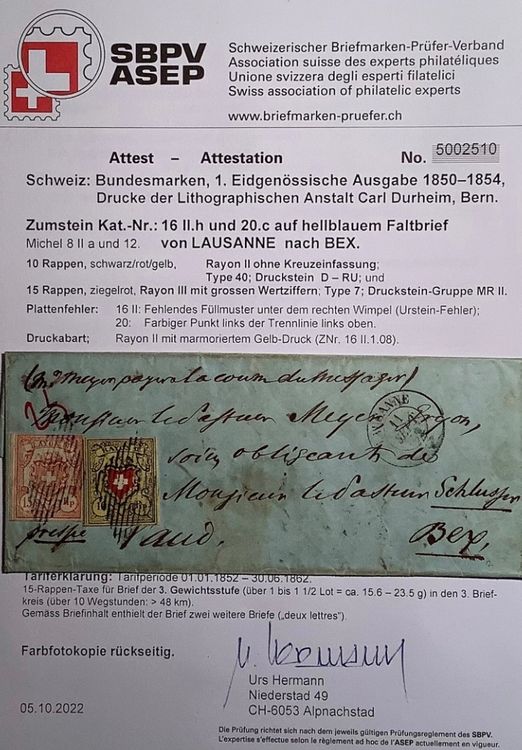 SBPV
ASEP
Schweizerischer Briefmarken-Prüfer-Verband
Association suisse des experts philatéliques
Unione svizzera degli esperti filatelici
Swiss association of philatelic experts
www.briefmarken-pruefer.ch
Attest – Attestation No. 5002510
Schweiz: Bundesmarken, 1. Eidgenössische Ausgabe 1850–1854,
Drucke der Lithographischen Anstalt Carl Durheim, Bern.
Zumstein Kat.-Nr.: 16 II.h und 20.c auf hellblauem Faltbrief
Michel 8 II a und 12. von LAUSANNE nach BEX.
10 Rappen, schwarz/rot/gelb, Rayon II ohne Kreuzeinfassung;
Type 40; Druckstein D – RU; und
15 Rappen, ziegelrot, Rayon III mit grossen Wertziffern; Type 7; Druckstein-Gruppe MR II.
Plattenfehler: 16 II: Fehlendes Füllmuster unter dem rechten Wimpel (Urstein-Fehler);
20: Farbiger Punkt links der Trennlinie links oben.
Druckabart: Rayon II mit marmoriertem Gelb-Druck (ZNr. 16 II.1.08).
Monsieur le Pasteur Meyer
soin obligeant de
Monsieur le Pasteur Schlusser
presse Vaud. Bex,
Tariferklärung: Tarifperiode 01.01.1852 – 30.06.1862.
15-Rappen-Taxe für Brief der 3. Gewichtsstufe (über 1 bis 1 1/2 Lot = ca. 15.6 – 23.5 g) in den 3. Brief-
kreis (über 10 Wegstunden: > 48 km).
Gemäss Briefinhalt enthielt der Brief zwei weitere Briefe („deux lettres").
Farbfotokopie rückseitig.
Urs Hermann
Niederstad 49
05.10.2022 CH-6053 Alpnachstad
Die Prüfung richtet sich nach dem jeweils gültigen Prüfungsreglement des SBPV.
L'expertise s'effectue selon le règlement ad hoc de l'ASEP actuellement en vigueur.